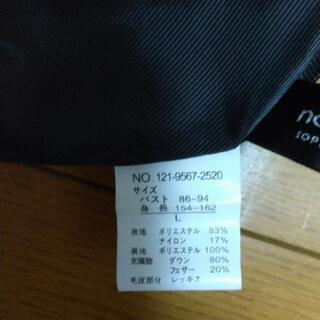 NO. 121-9567-2520
サイズ
バスト 86~94
身長 154~162
L
表地 ポリエステル 83%
ナイロン 17%
裏地 ポリエステル 100%
充填物 ダウン 80%
フェザー 20%
毛皮部分 レッキス